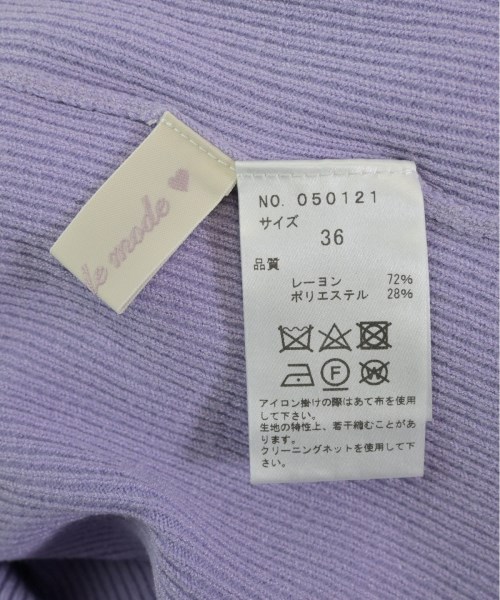 de mode ♥
NO. 050121
サイズ
36
品質
レーヨン 72%
ポリエステル 28%
F W
アイロン掛けの際はあて布を使用
して下さい。
生地の特性上、若干縮むことがあ
ります。
クリーニングネットを使用して下
さい。